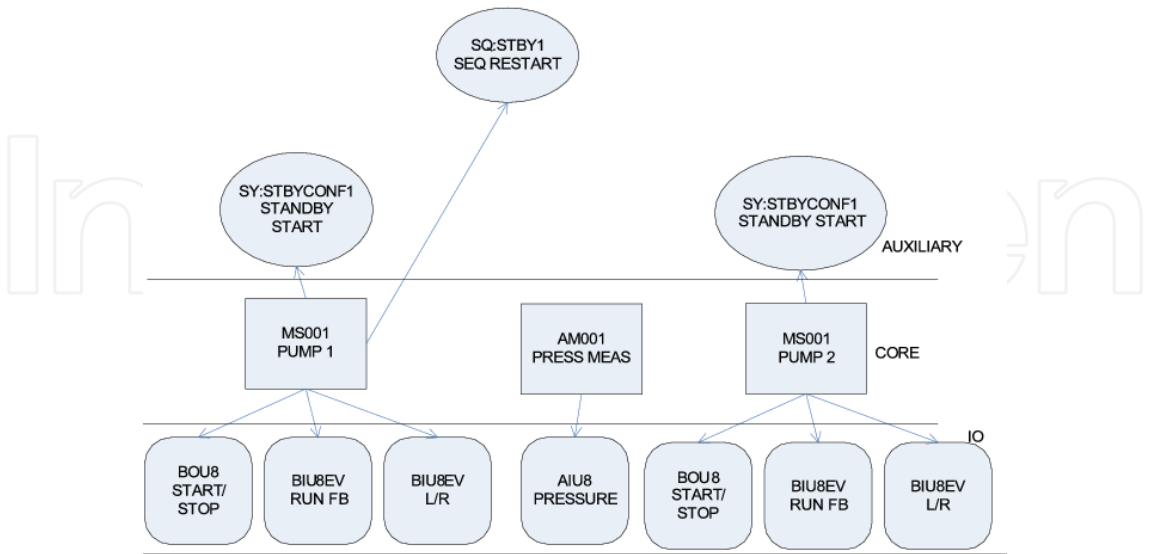 SQ:STBY1
SEQ RESTART
SY:STBYCONF1
STANDBY
START
SY:STBYCONF1
STANDBY START
AUXILIARY
MS001
PUMP 1
AM001
PRESS MEAS
MS001
PUMP 2
CORE
IO
BOU8
START/
STOP
BIU8EV
RUN FB
BIU8EV
L/R
AIU8
PRESSURE
BOU8
START/
STOP
BIU8EV
RUN FB
BIU8EV
L/R